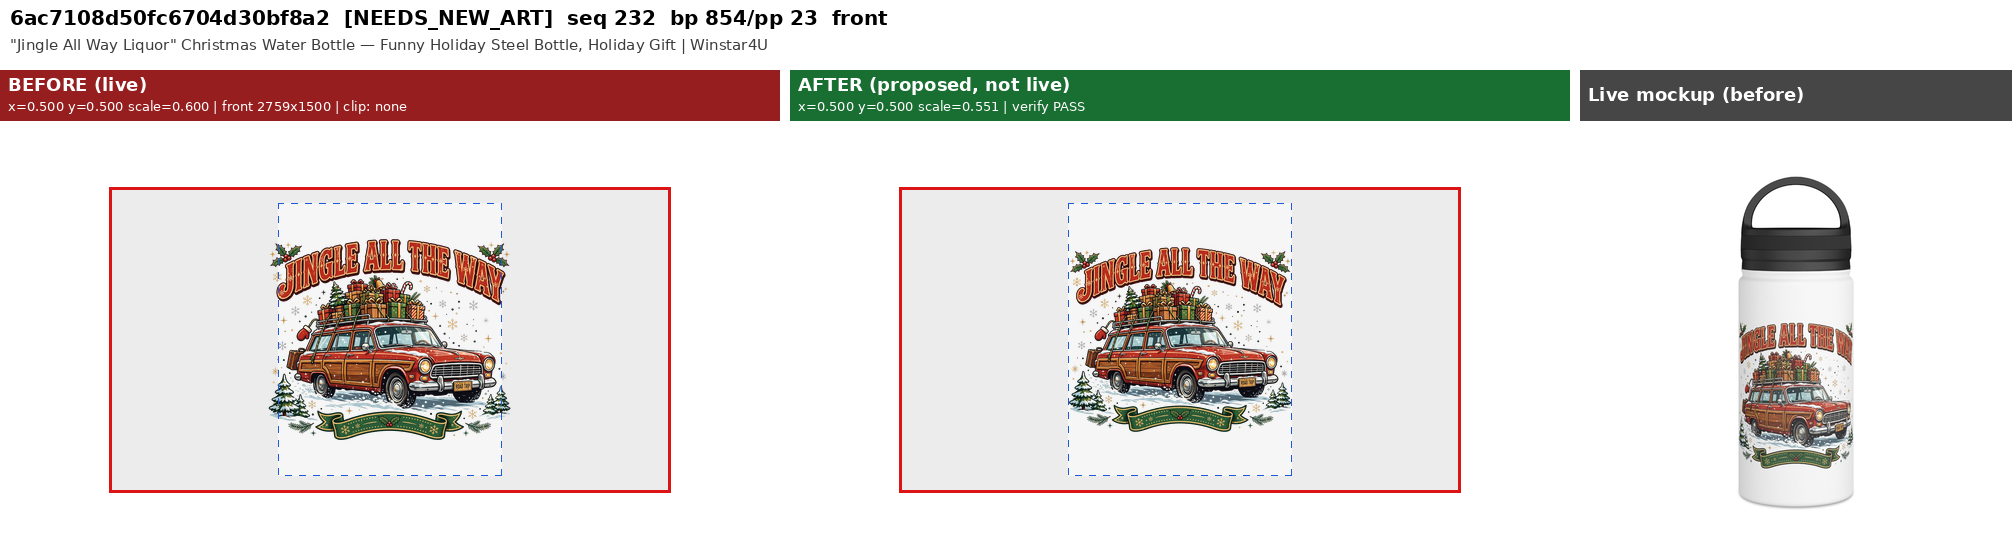 6ac7108d50fc6704d30bf8a2 [NEEDS_NEW_ART] seq 232 bp 854/pp 23 front
"Jingle All Way Liquor" Christmas Water Bottle — Funny Holiday Steel Bottle, Holiday Gift | Winstar4U
BEFORE (live)
x=0.500 y=0.500 scale=0.600 | front 2759x1500 | clip: none
AFTER (proposed, not live)
x=0.500 y=0.500 scale=0.551 | verify PASS
Live mockup (before)
JINGLE ALL THE WAY
JINGLE ALL THE WAY
JINGLE ALL THE WAY